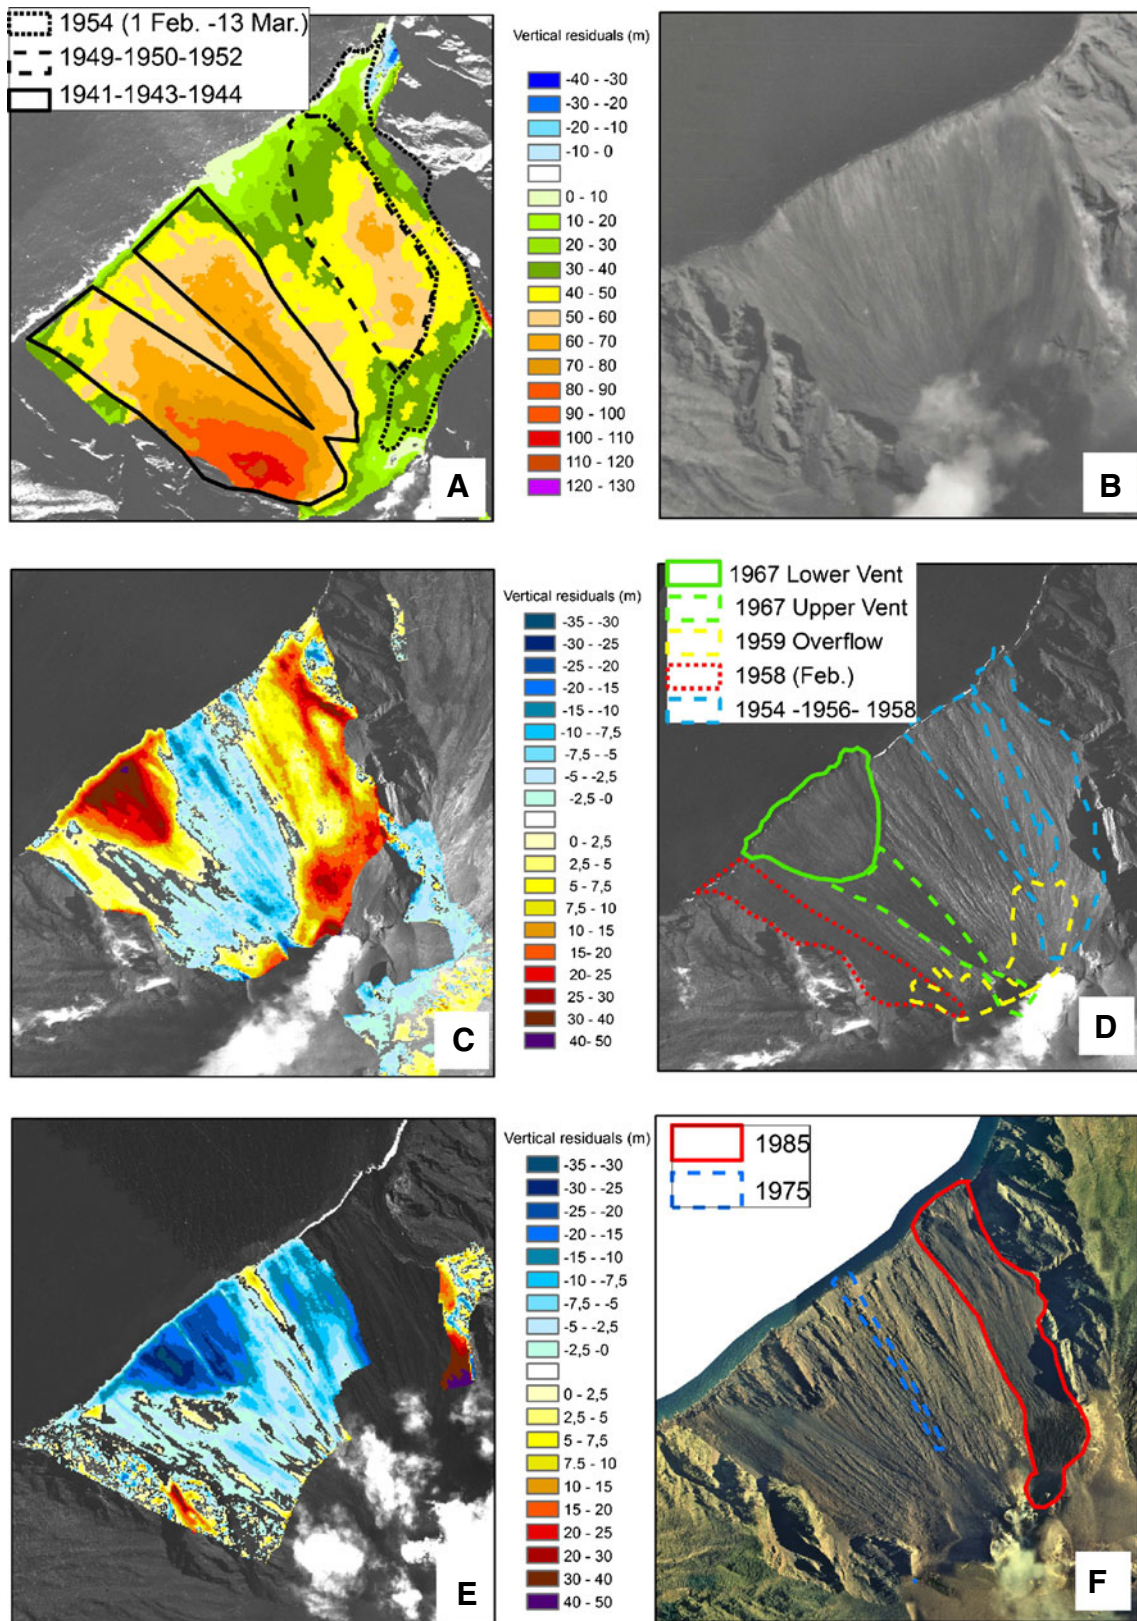 1954 (1 Feb. -13 Mar.)
1949-1950-1952
1941-1943-1944
A
Vertical residuals (m)
-40 - -30
-30 - -20
-20 - -10
-10 - 0
0 - 10
10 - 20
20 - 30
30 - 40
40 - 50
50 - 60
60 - 70
70 - 80
80 - 90
90 - 100
100 - 110
110 - 120
120 - 130
B
C
Vertical residuals (m)
-35 - -30
-30 - -25
-25 - -20
-20 - -15
-15 - -10
-10 - -7,5
-7,5 - -5
-5 - -2,5
-2,5 -0
0 - 2,5
2,5 - 5
5 - 7,5
7,5 - 10
10 - 15
15- 20
20- 25
25 - 30
30 - 40
40- 50
1967 Lower Vent
1967 Upper Vent
1959 Overflow
1958 (Feb.)
1954 -1956- 1958
D
E
Vertical residuals (m)
-35 - -30
-30 - -25
-25 - -20
-20 - -15
-15 - -10
-10 - -7,5
-7,5 - -5
-5 - -2,5
-2,5 -0
0 - 2,5
2,5 - 5
5 - 7,5
7.5 - 10
10 - 15
15 - 20
20 - 25
20 - 30
30 - 40
40 - 50
1985
1975
F